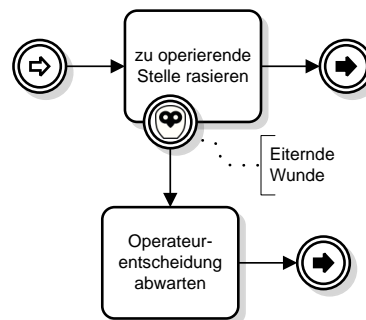 zu operierende
Stelle rasieren
Eiternde
Wunde
Operateur-
entscheidung
abwarten